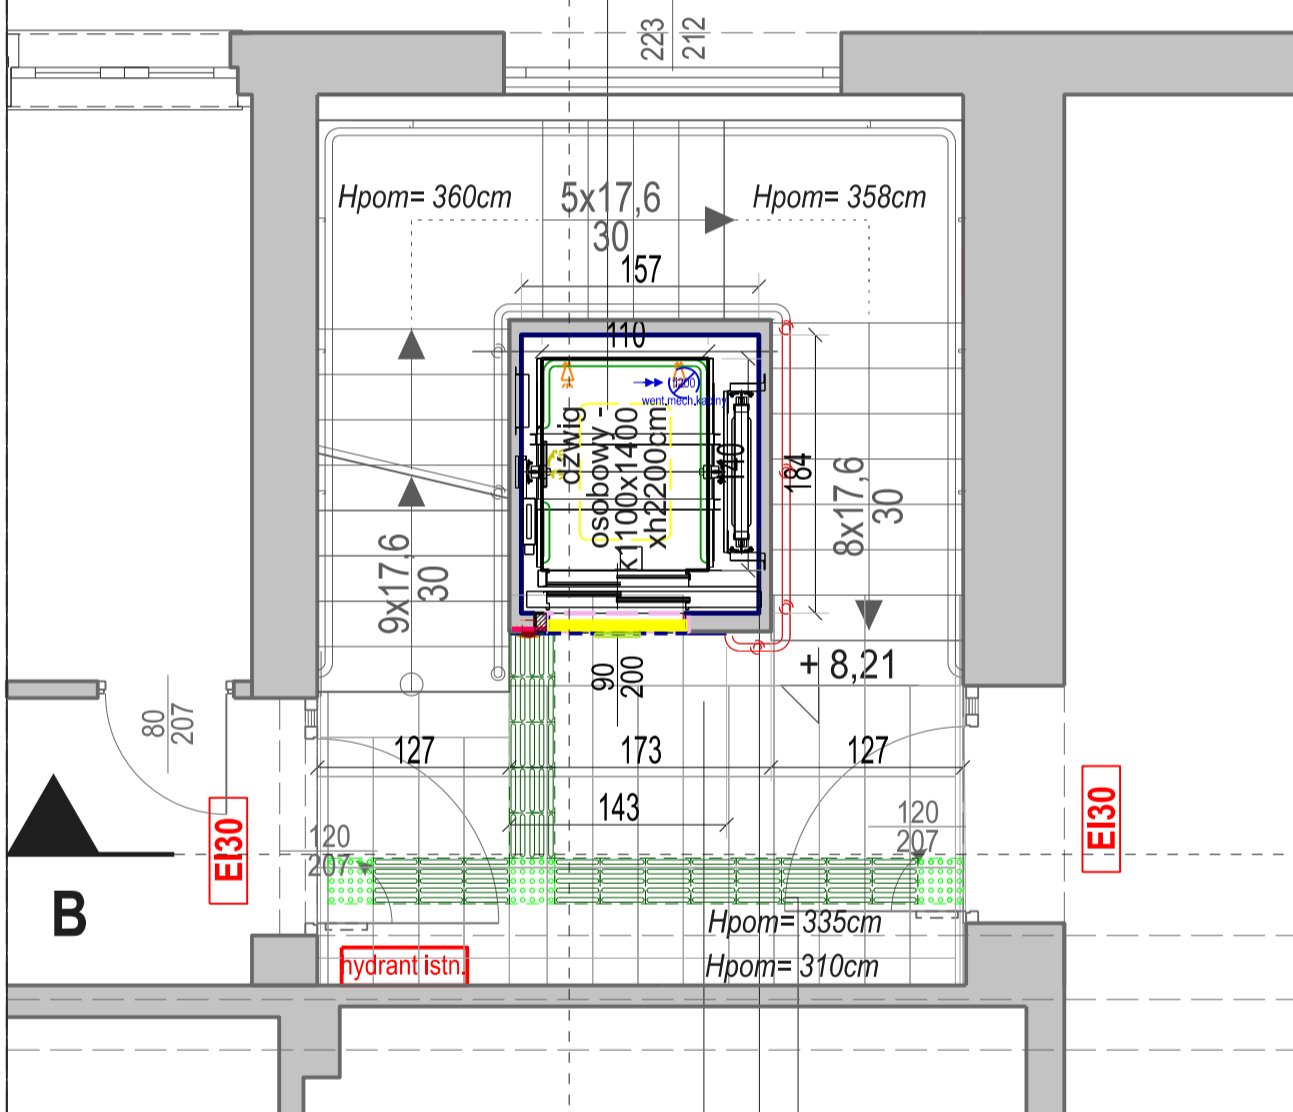 223
212
Hpom= 360cm
5x17,6
30
Hpom= 358cm
157
110
went.mech.kabiny
dźwig
osobowy -
k1100x1400
xh2200cm
140
184
8x17,6
30
9x17,6
30
+ 8,21
90
200
80
207
127
173
127
143
EI30
120
207
120
207
EI30
B
Hpom= 335cm
Hpom= 310cm
hydrant istn.